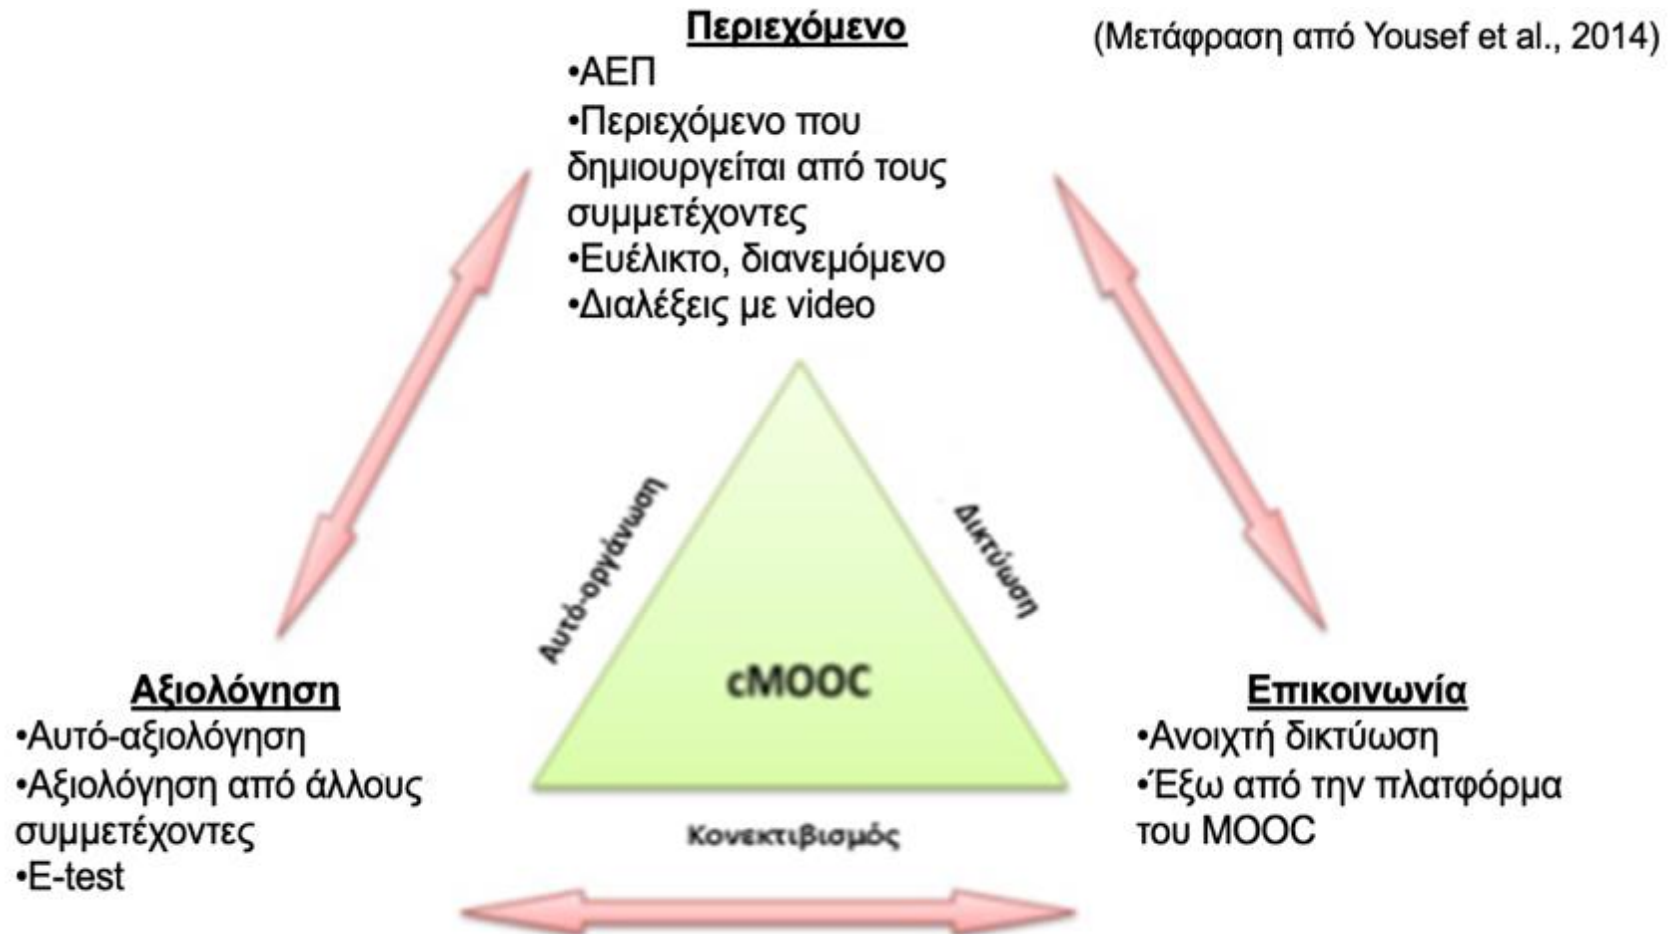 Περιεχόμενο
(Μετάφραση από Yousef et al., 2014)
•ΑΕΠ
•Περιεχόμενο που
δημιουργείται από τους
συμμετέχοντες
•Ευέλικτο, διανεμόμενο
•Διαλέξεις με video
Αυτό-οργάνωση
Δικτύωση
cMOOC
Κονεκτιβισμός
Αξιολόγηση
•Αυτό-αξιολόγηση
•Αξιολόγηση από άλλους
συμμετέχοντες
•E-test
Επικοινωνία
•Ανοιχτή δικτύωση
•Έξω από την πλατφόρμα
του MOOC